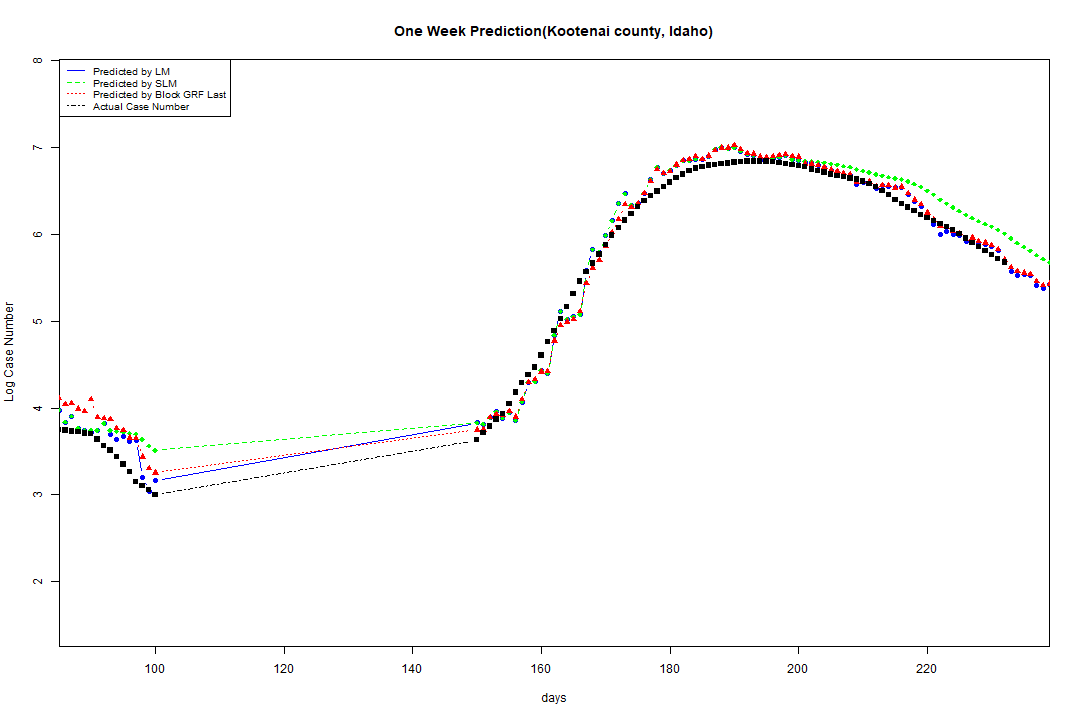 One Week Prediction(Kootenai county, Idaho)
Predicted by LM
Predicted by SLM
Predicted by Block GRF Last
Actual Case Number
8
7
6
5
4
3
2
Log Case Number
100 120 140 160 180 200 220
days